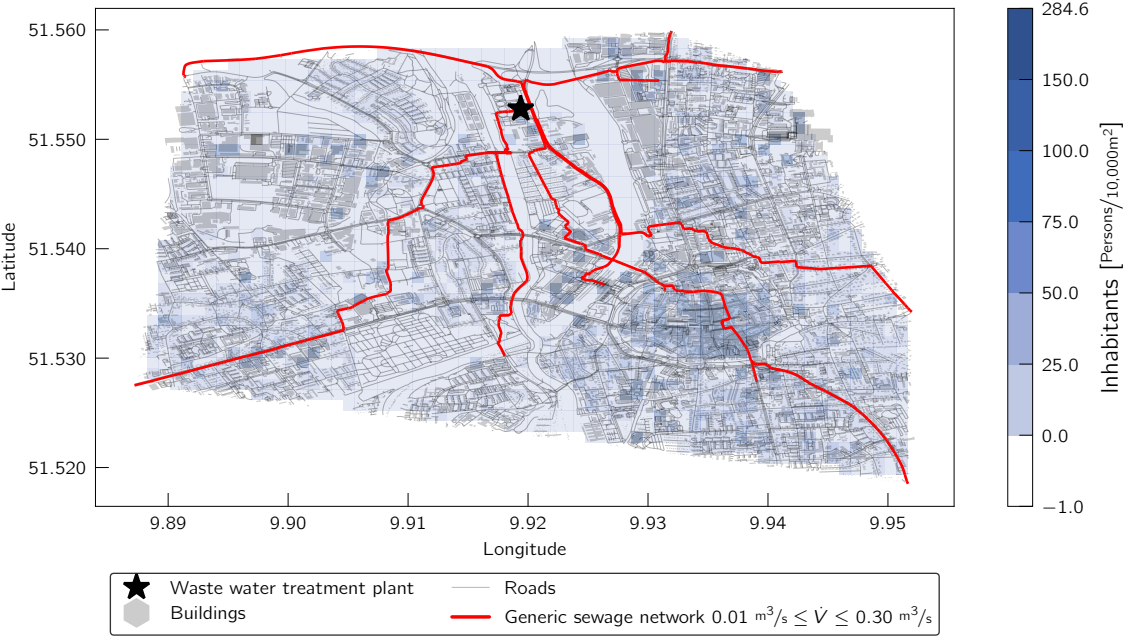 51.560
51.550
51.540
51.530
51.520
Latitude
9.89 9.90 9.91 9.92 9.93 9.94 9.95
Longitude
284.6
150.0
100.0
75.0
50.0
25.0
0.0
−1.0
Inhabitants [Persons/10,000m²]
Waste water treatment plant
Buildings
Roads
Generic sewage network 0.01 m³/s ≤ V̇ ≤ 0.30 m³/s